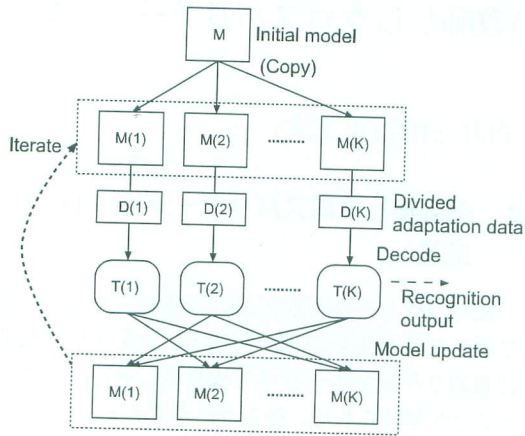 M Initial model
(Copy)
Iterate
M(1) M(2) ........ M(K)
D(1) D(2) D(K) Divided
adaptation data
Decode
T(1) T(2) ........ T(K)
Recognition
output
Model update
M(1) M(2) ........ M(K)